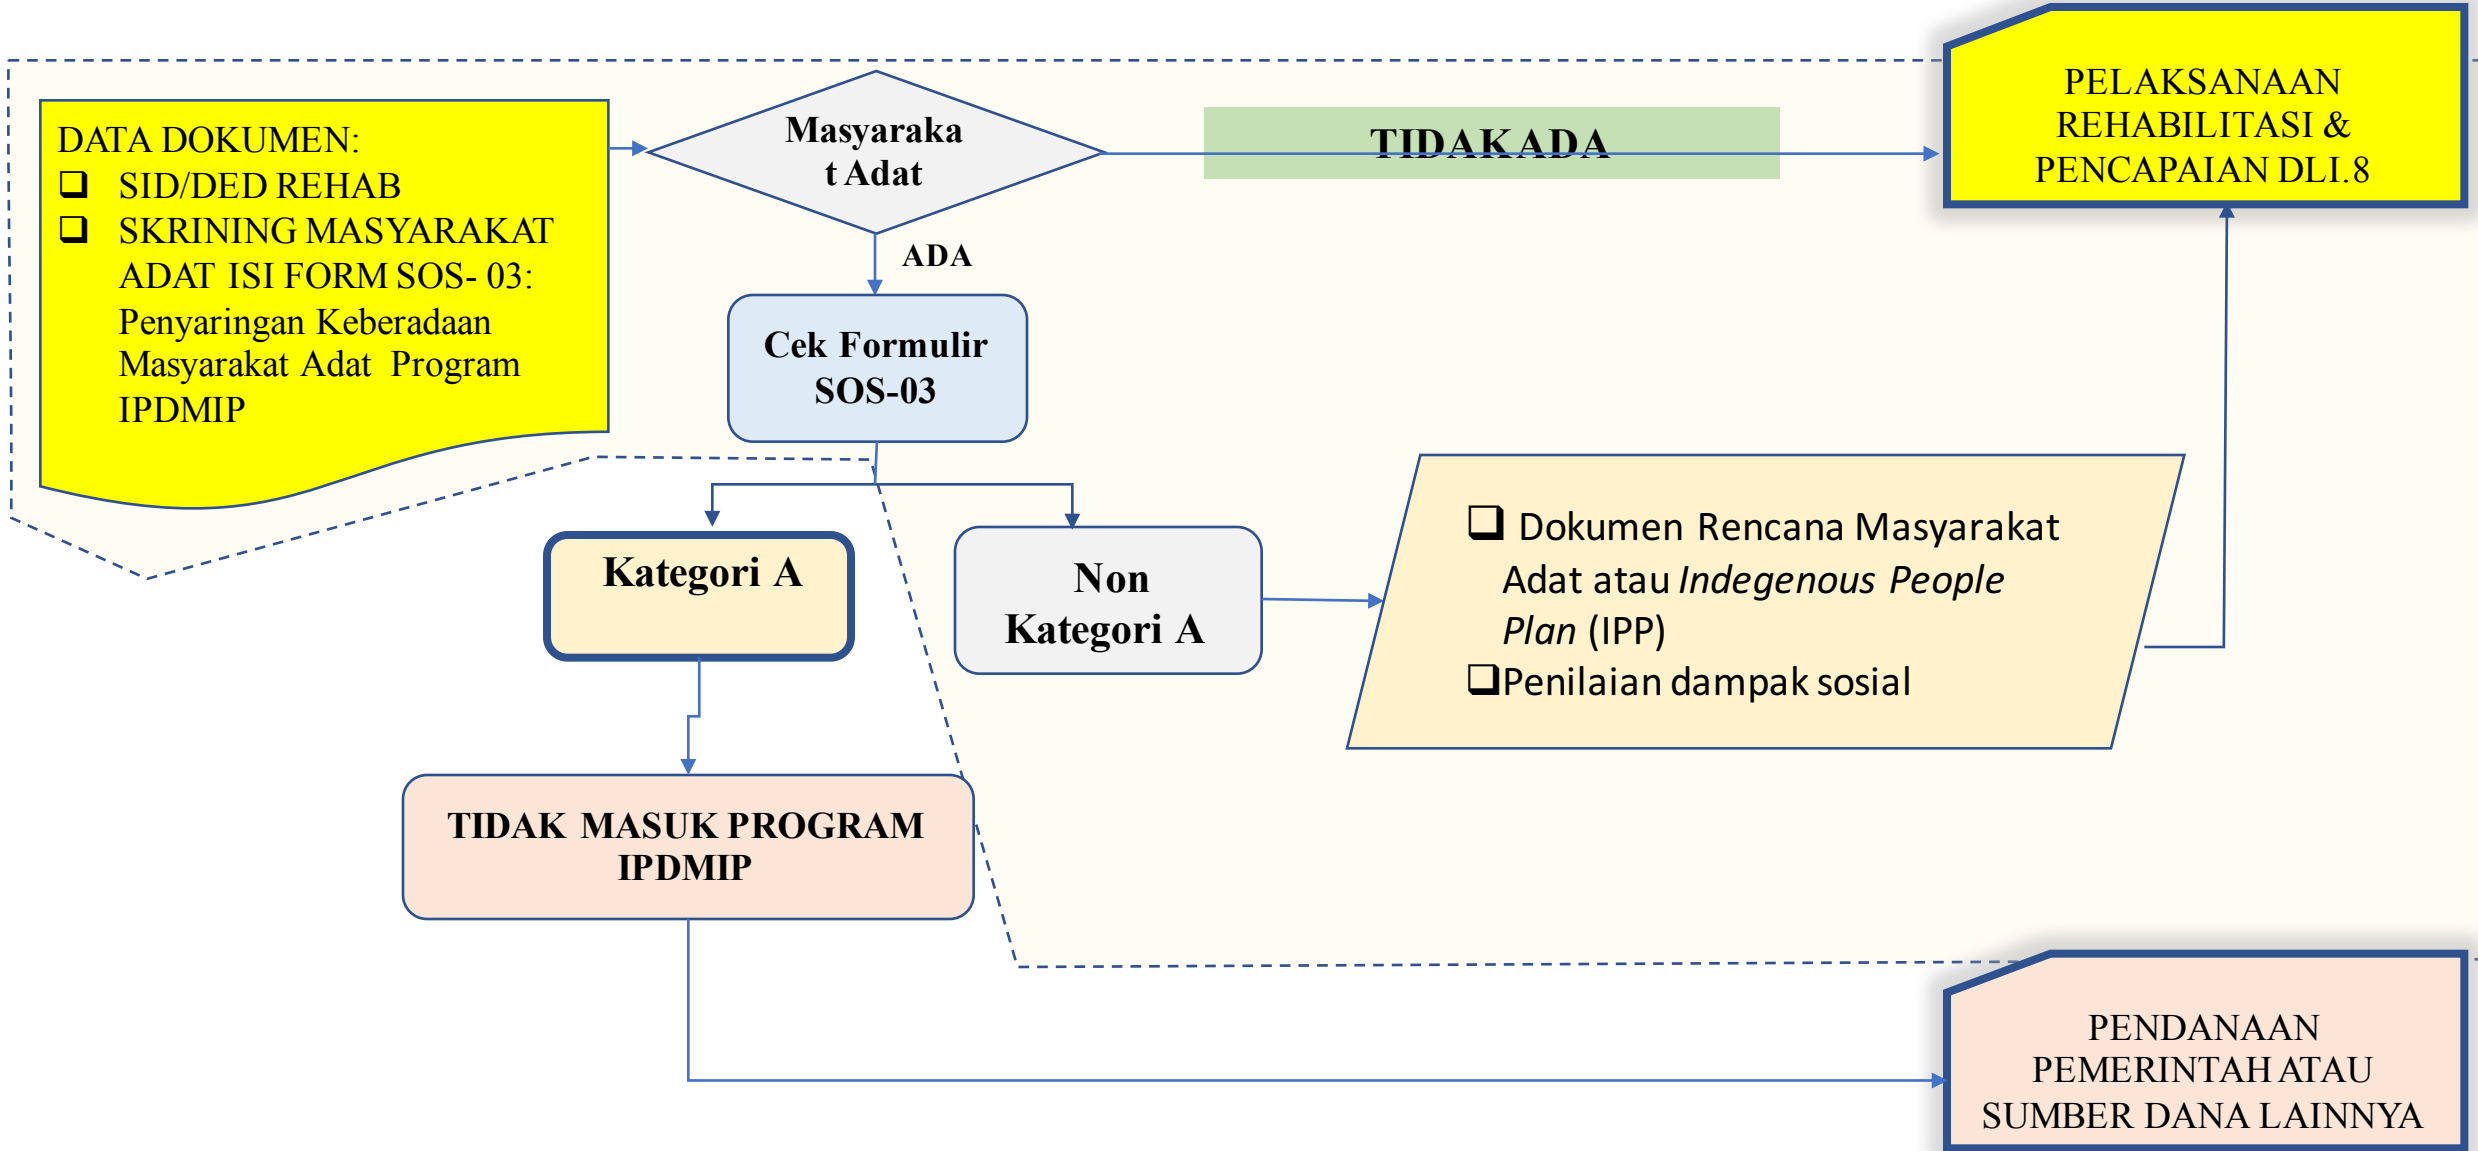 DATA DOKUMEN:
SID/DED REHAB
SKRINING MASYARAKAT
ADAT ISI FORM SOS- 03:
Penyaringan Keberadaan
Masyarakat Adat Program
IPDMIP
Masyaraka
t Adat
TIDAKADA
PELAKSANAAN
REHABILITASI &
PENCAPAIAN DLI.8
ADA
Cek Formulir
SOS-03
Kategori A
Non
Kategori A
Dokumen Rencana Masyarakat
Adat atau Indegenous People
Plan (IPP)
Penilaian dampak sosial
TIDAK MASUK PROGRAM
IPDMIP
PENDANAAN
PEMERINTAH ATAU
SUMBER DANA LAINNYA